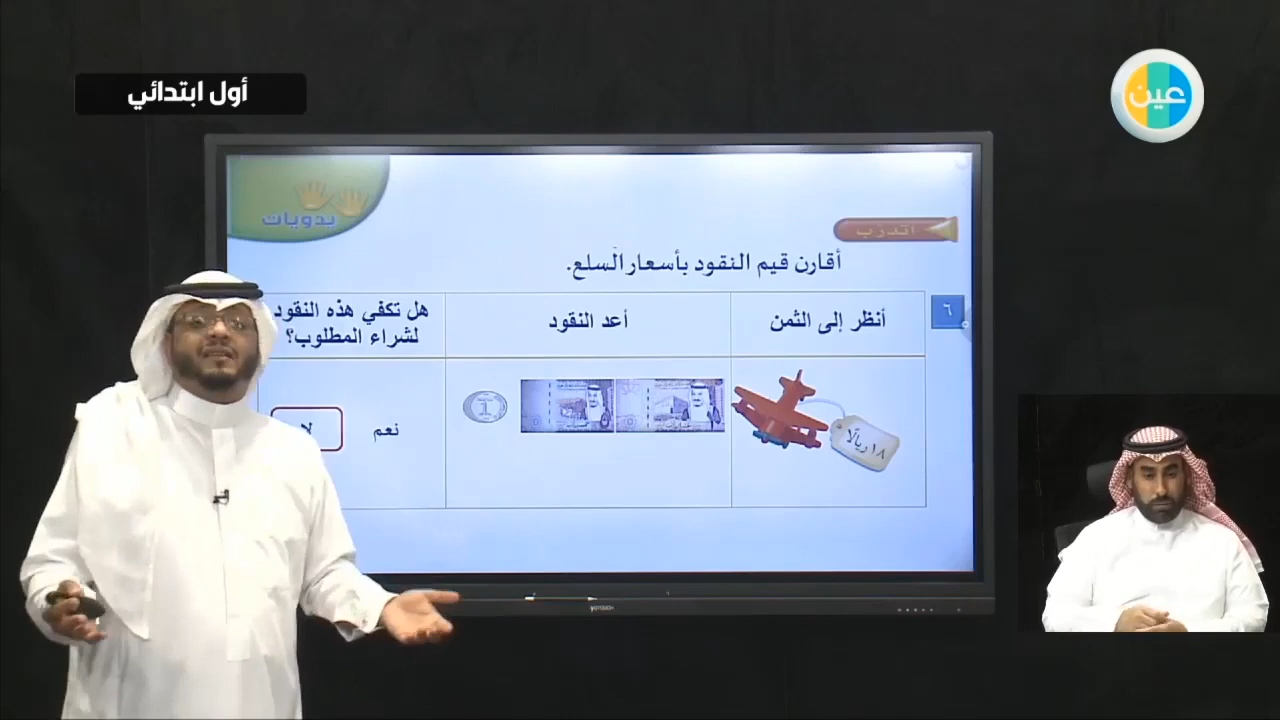 أول ابتدائي
عين
يدويات
أتدرب
أقارن قيم النقود بأسعار السلع.
٦
أنظر إلى الثمن
أعد النقود
هل تكفي هذه النقود
لشراء المطلوب؟
١٨ ريالًا
1
نعم
لا